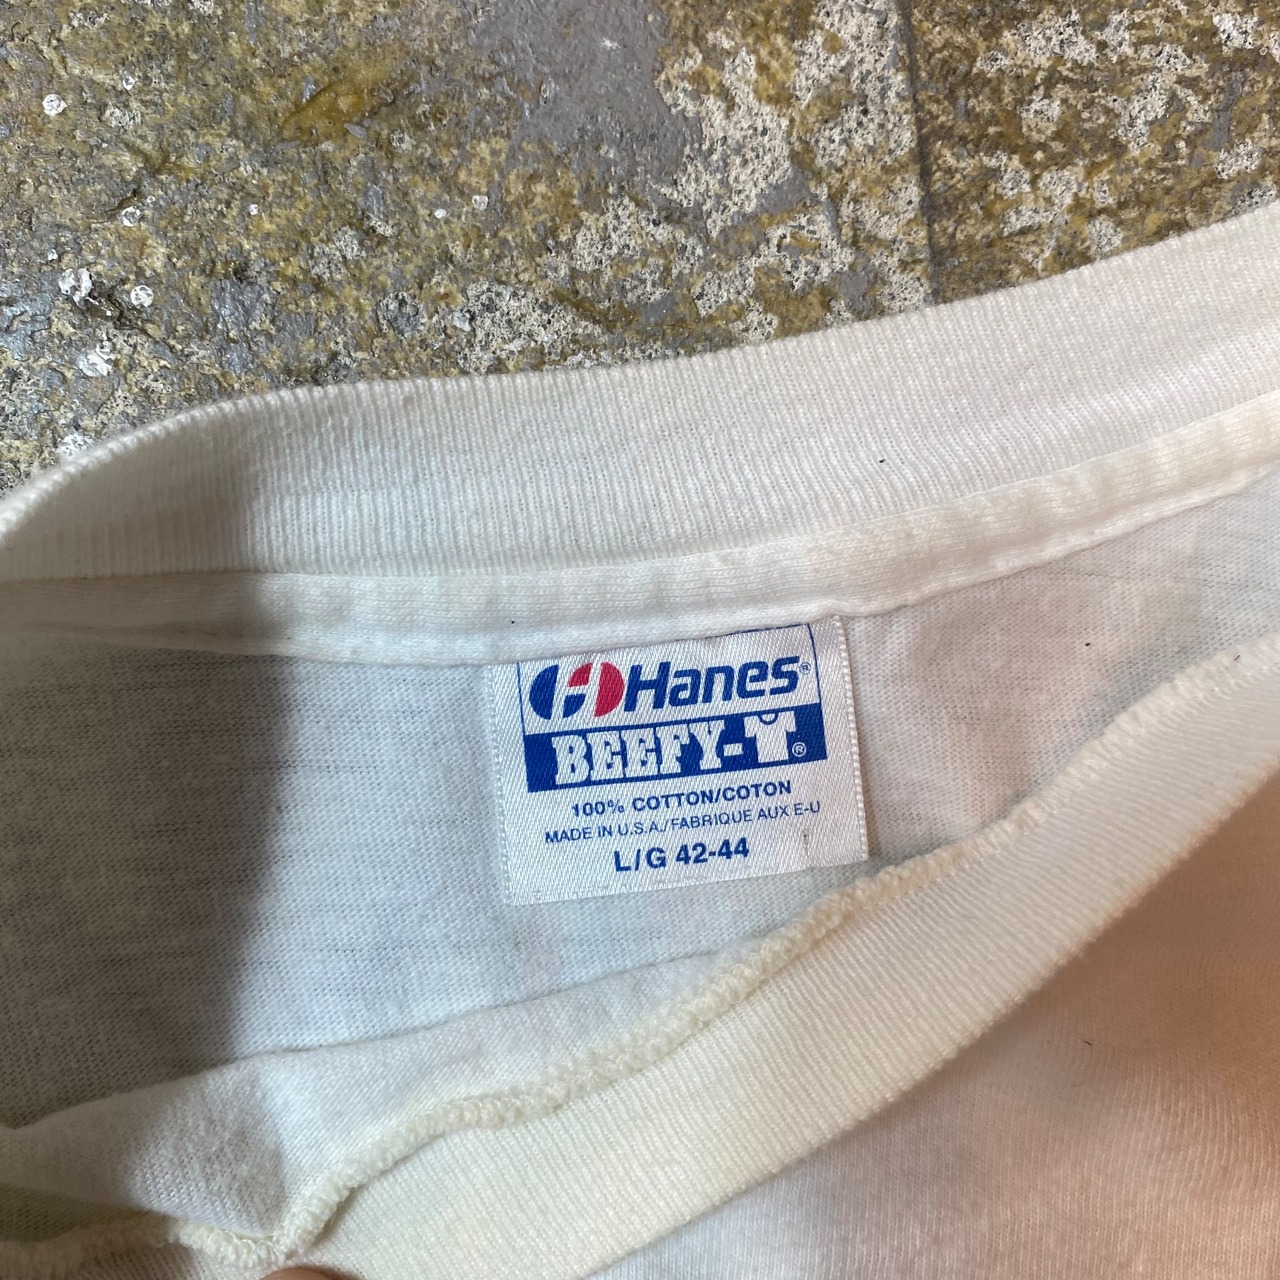 Hanes®
BEEFY-T®
100% COTTON/COTON
MADE IN U.S.A./FABRIQUE AUX E-U
L/G 42-44